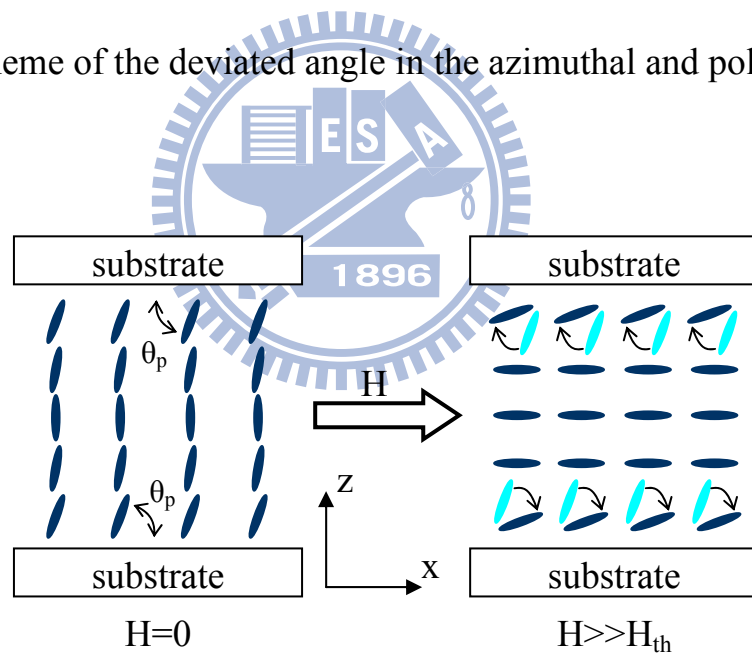 eme of the deviated angle in the azimuthal and pol
E S A
1896
substrate substrate
θp
H
θp
z
x
substrate substrate
H=0 H>>Hth